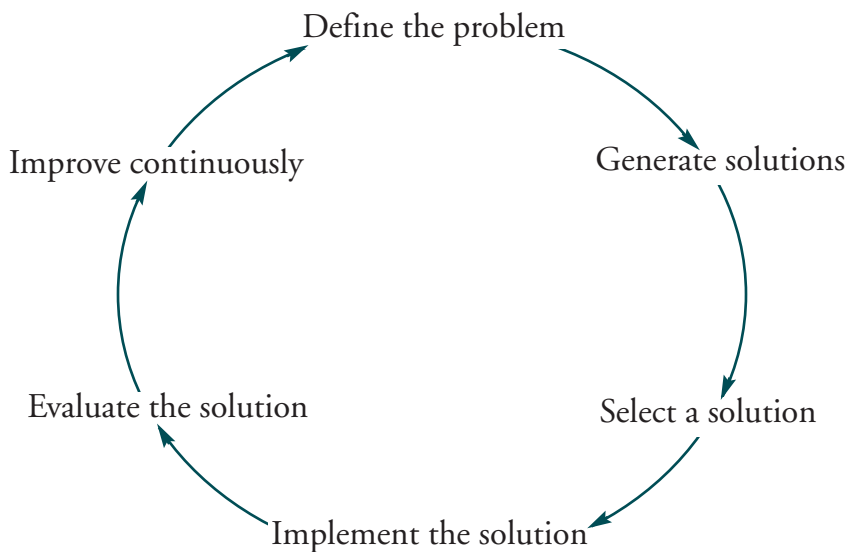 Define the problem
Generate solutions
Select a solution
Implement the solution
Evaluate the solution
Improve continuously